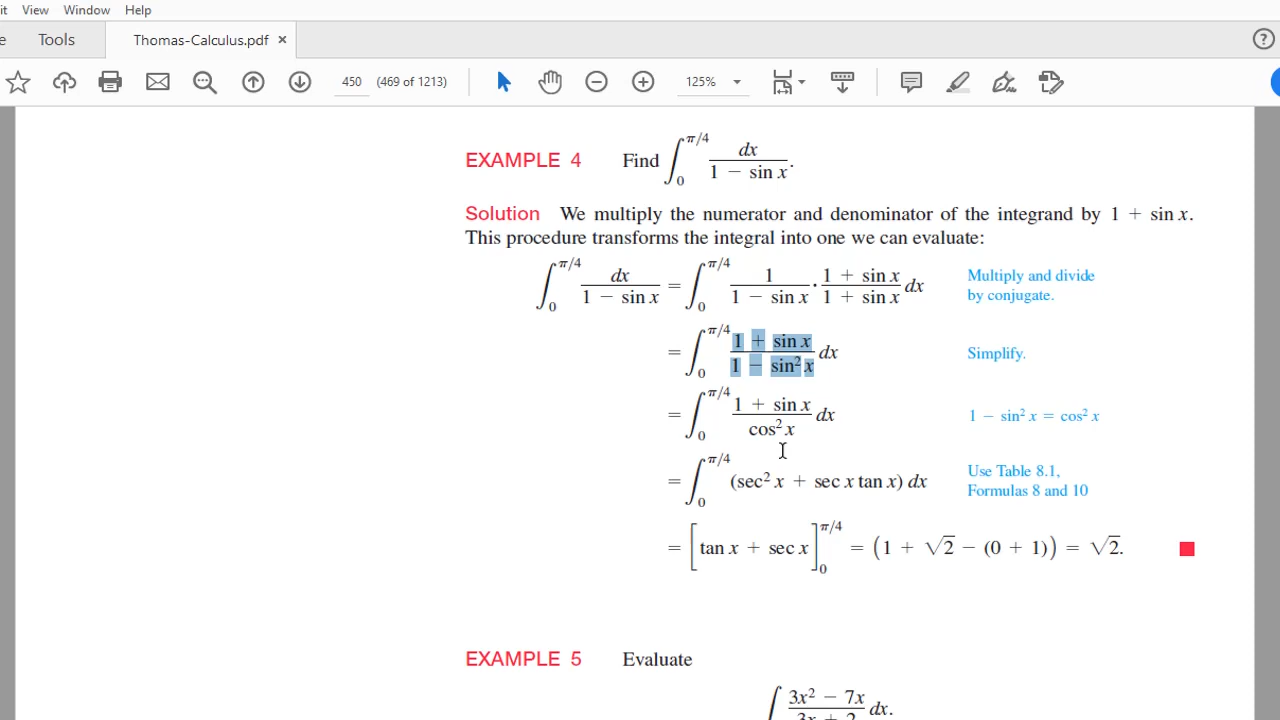 it View Window Help
e Tools Thomas-Calculus.pdf × ?
450 (469 of 1213) 125%
EXAMPLE 4 Find ∫₀^π/4 dx / (1 − sin x).
Solution We multiply the numerator and denominator of the integrand by 1 + sin x.
This procedure transforms the integral into one we can evaluate:
∫₀^π/4 dx / (1 − sin x) = ∫₀^π/4 1 / (1 − sin x) · (1 + sin x) / (1 + sin x) dx Multiply and divide by conjugate.
= ∫₀^π/4 (1 + sin x) / (1 − sin² x) dx Simplify.
= ∫₀^π/4 (1 + sin x) / (cos² x) dx 1 − sin² x = cos² x
= ∫₀^π/4 (sec² x + sec x tan x) dx Use Table 8.1, Formulas 8 and 10
= [tan x + sec x]₀^π/4 = (1 + √2 − (0 + 1)) = √2.
EXAMPLE 5 Evaluate
∫ (3x² − 7x) / (3x + 2) dx.